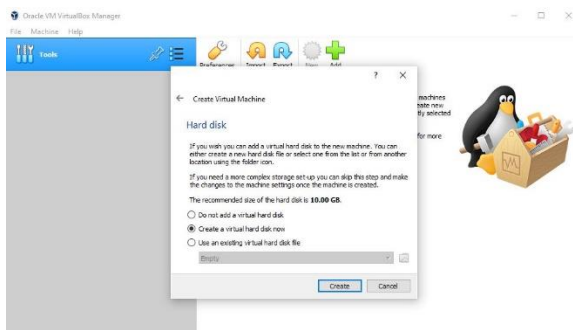 Oracle VM VirtualBox Manager
File Machine Help
Tools
Preferences Import Export New Add
? ×
Create Virtual Machine
machines
eate new
tly selected
for more
Hard disk
If you wish you can add a virtual hard disk to the new machine. You can
either create a new hard disk file or select one from the list or from another
location using the folder icon.
If you need a more complex storage set-up you can skip this step and make
the changes to the machine settings once the machine is created.
The recommended size of the hard disk is 10.00 GB.
Do not add a virtual hard disk
Create a virtual hard disk now
Use an existing virtual hard disk file
Empty
Create Cancel